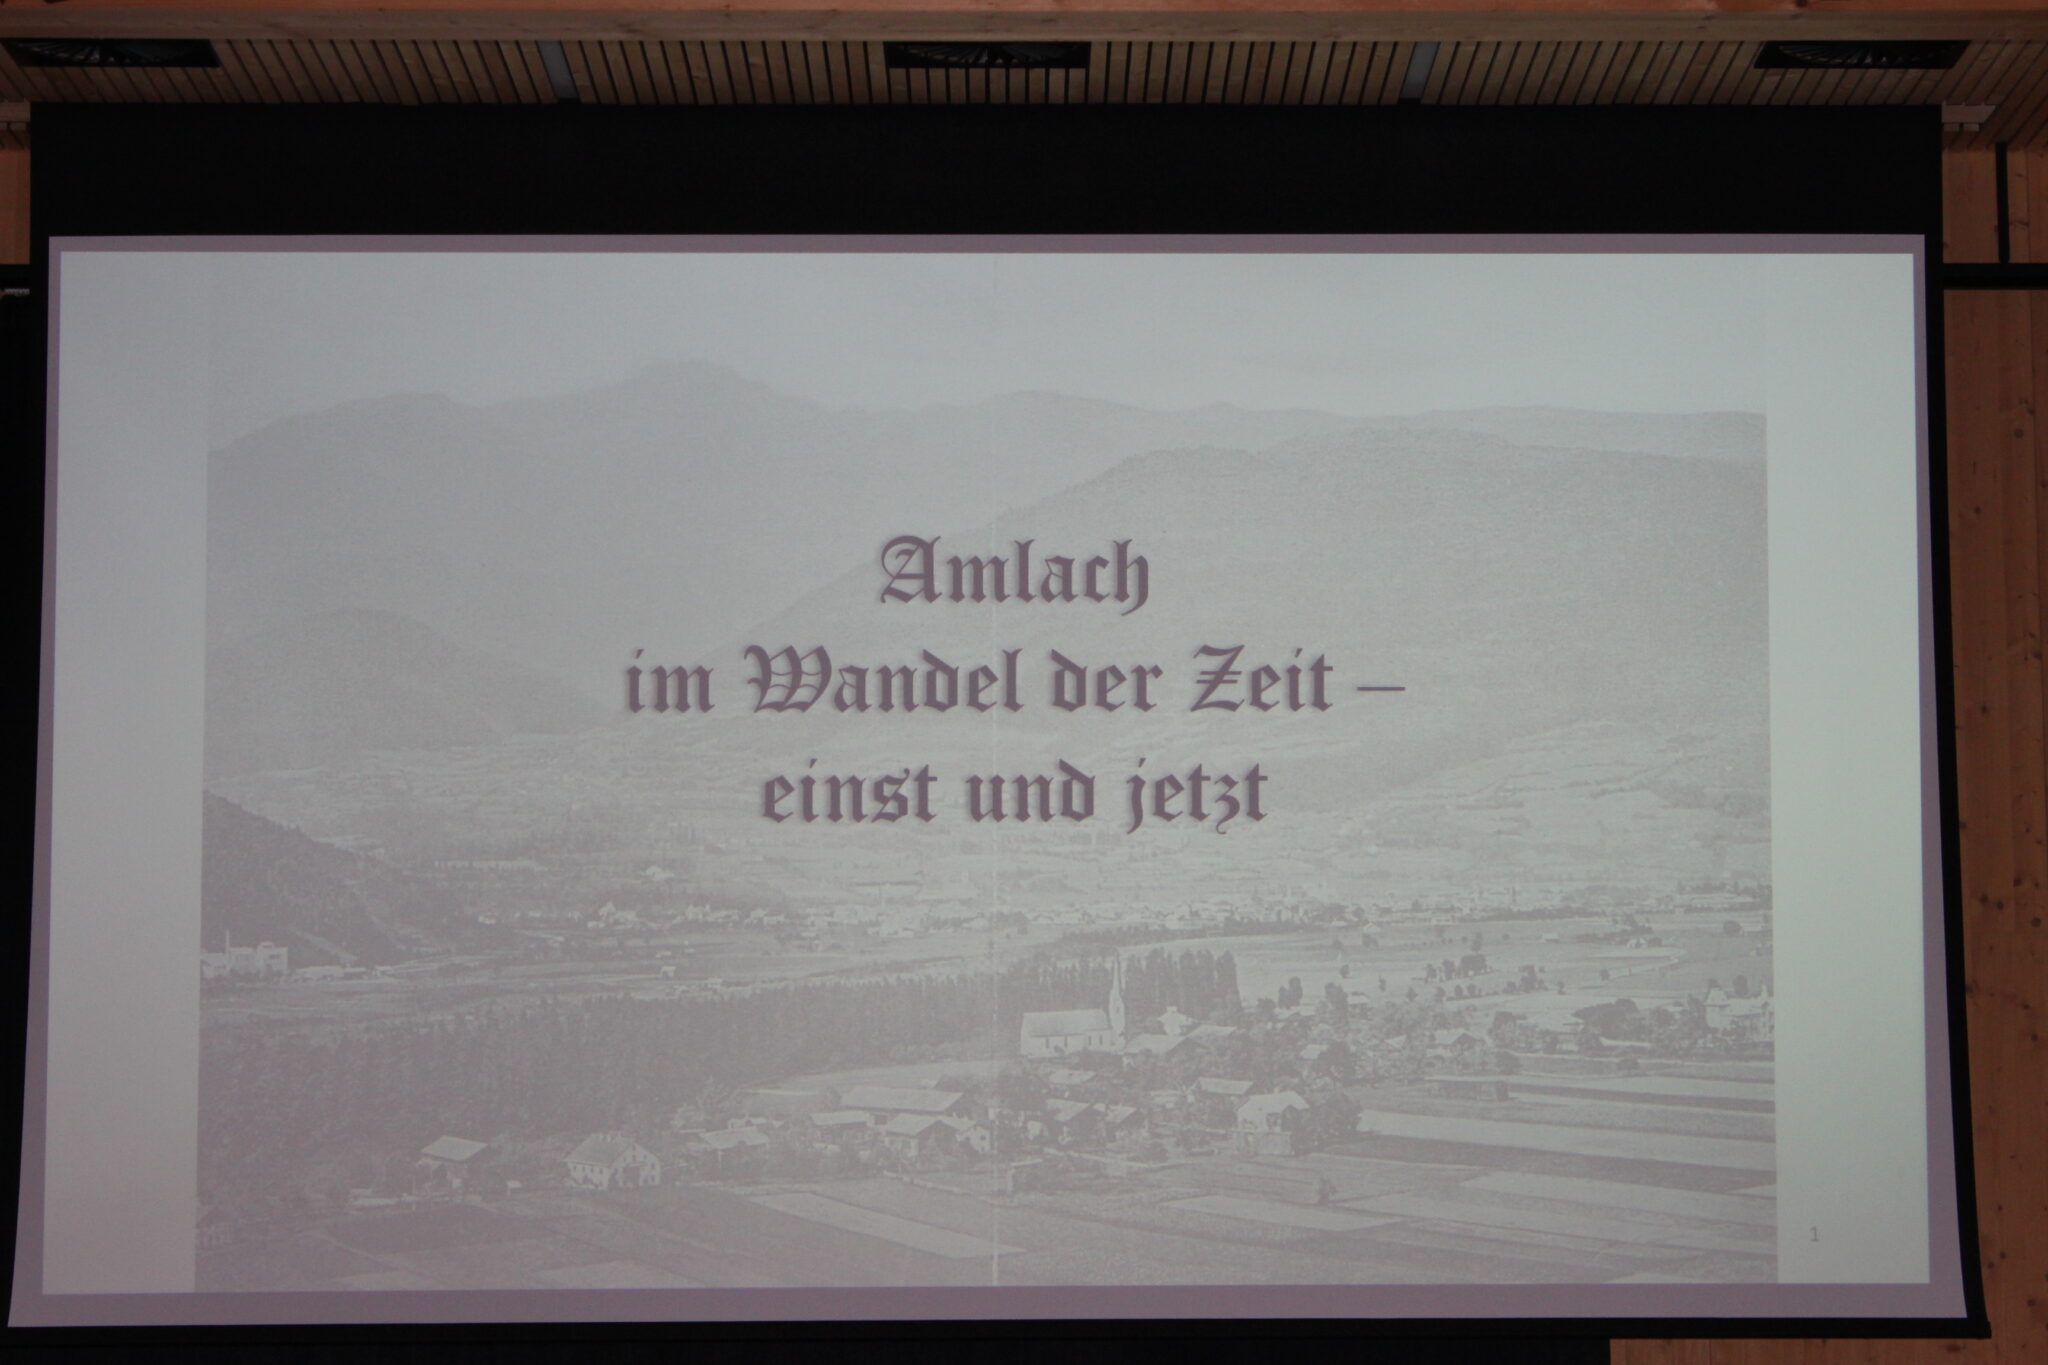 Amlach
im Wandel der Zeit –
einst und jetzt
1